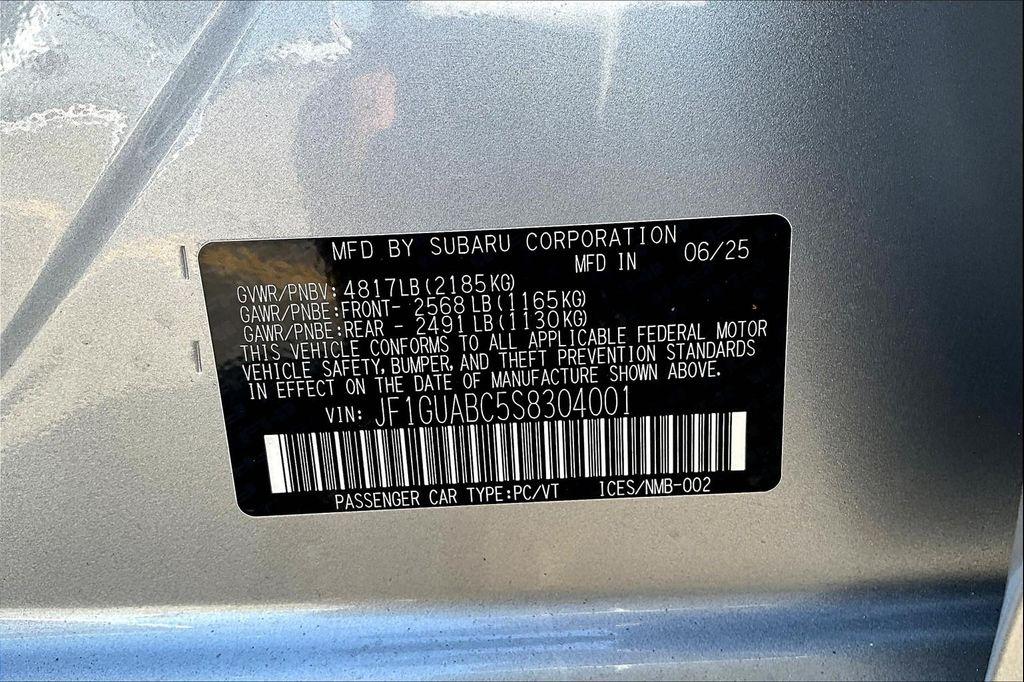 MFD BY SUBARU CORPORATION
MFD IN 06/25
GVWR/PNBV: 4817LB(2185KG)
GAWR/PNBE:FRONT- 2568 LB(1165KG)
GAWR/PNBE:REAR - 2491 LB(1130KG)
THIS VEHICLE CONFORMS TO ALL APPLICABLE FEDERAL MOTOR
VEHICLE SAFETY, BUMPER, AND THEFT PREVENTION STANDARDS
IN EFFECT ON THE DATE OF MANUFACTURE SHOWN ABOVE.
VIN: JF1GUABC5S8304001
PASSENGER CAR TYPE:PC/VT ICES/NMB-002